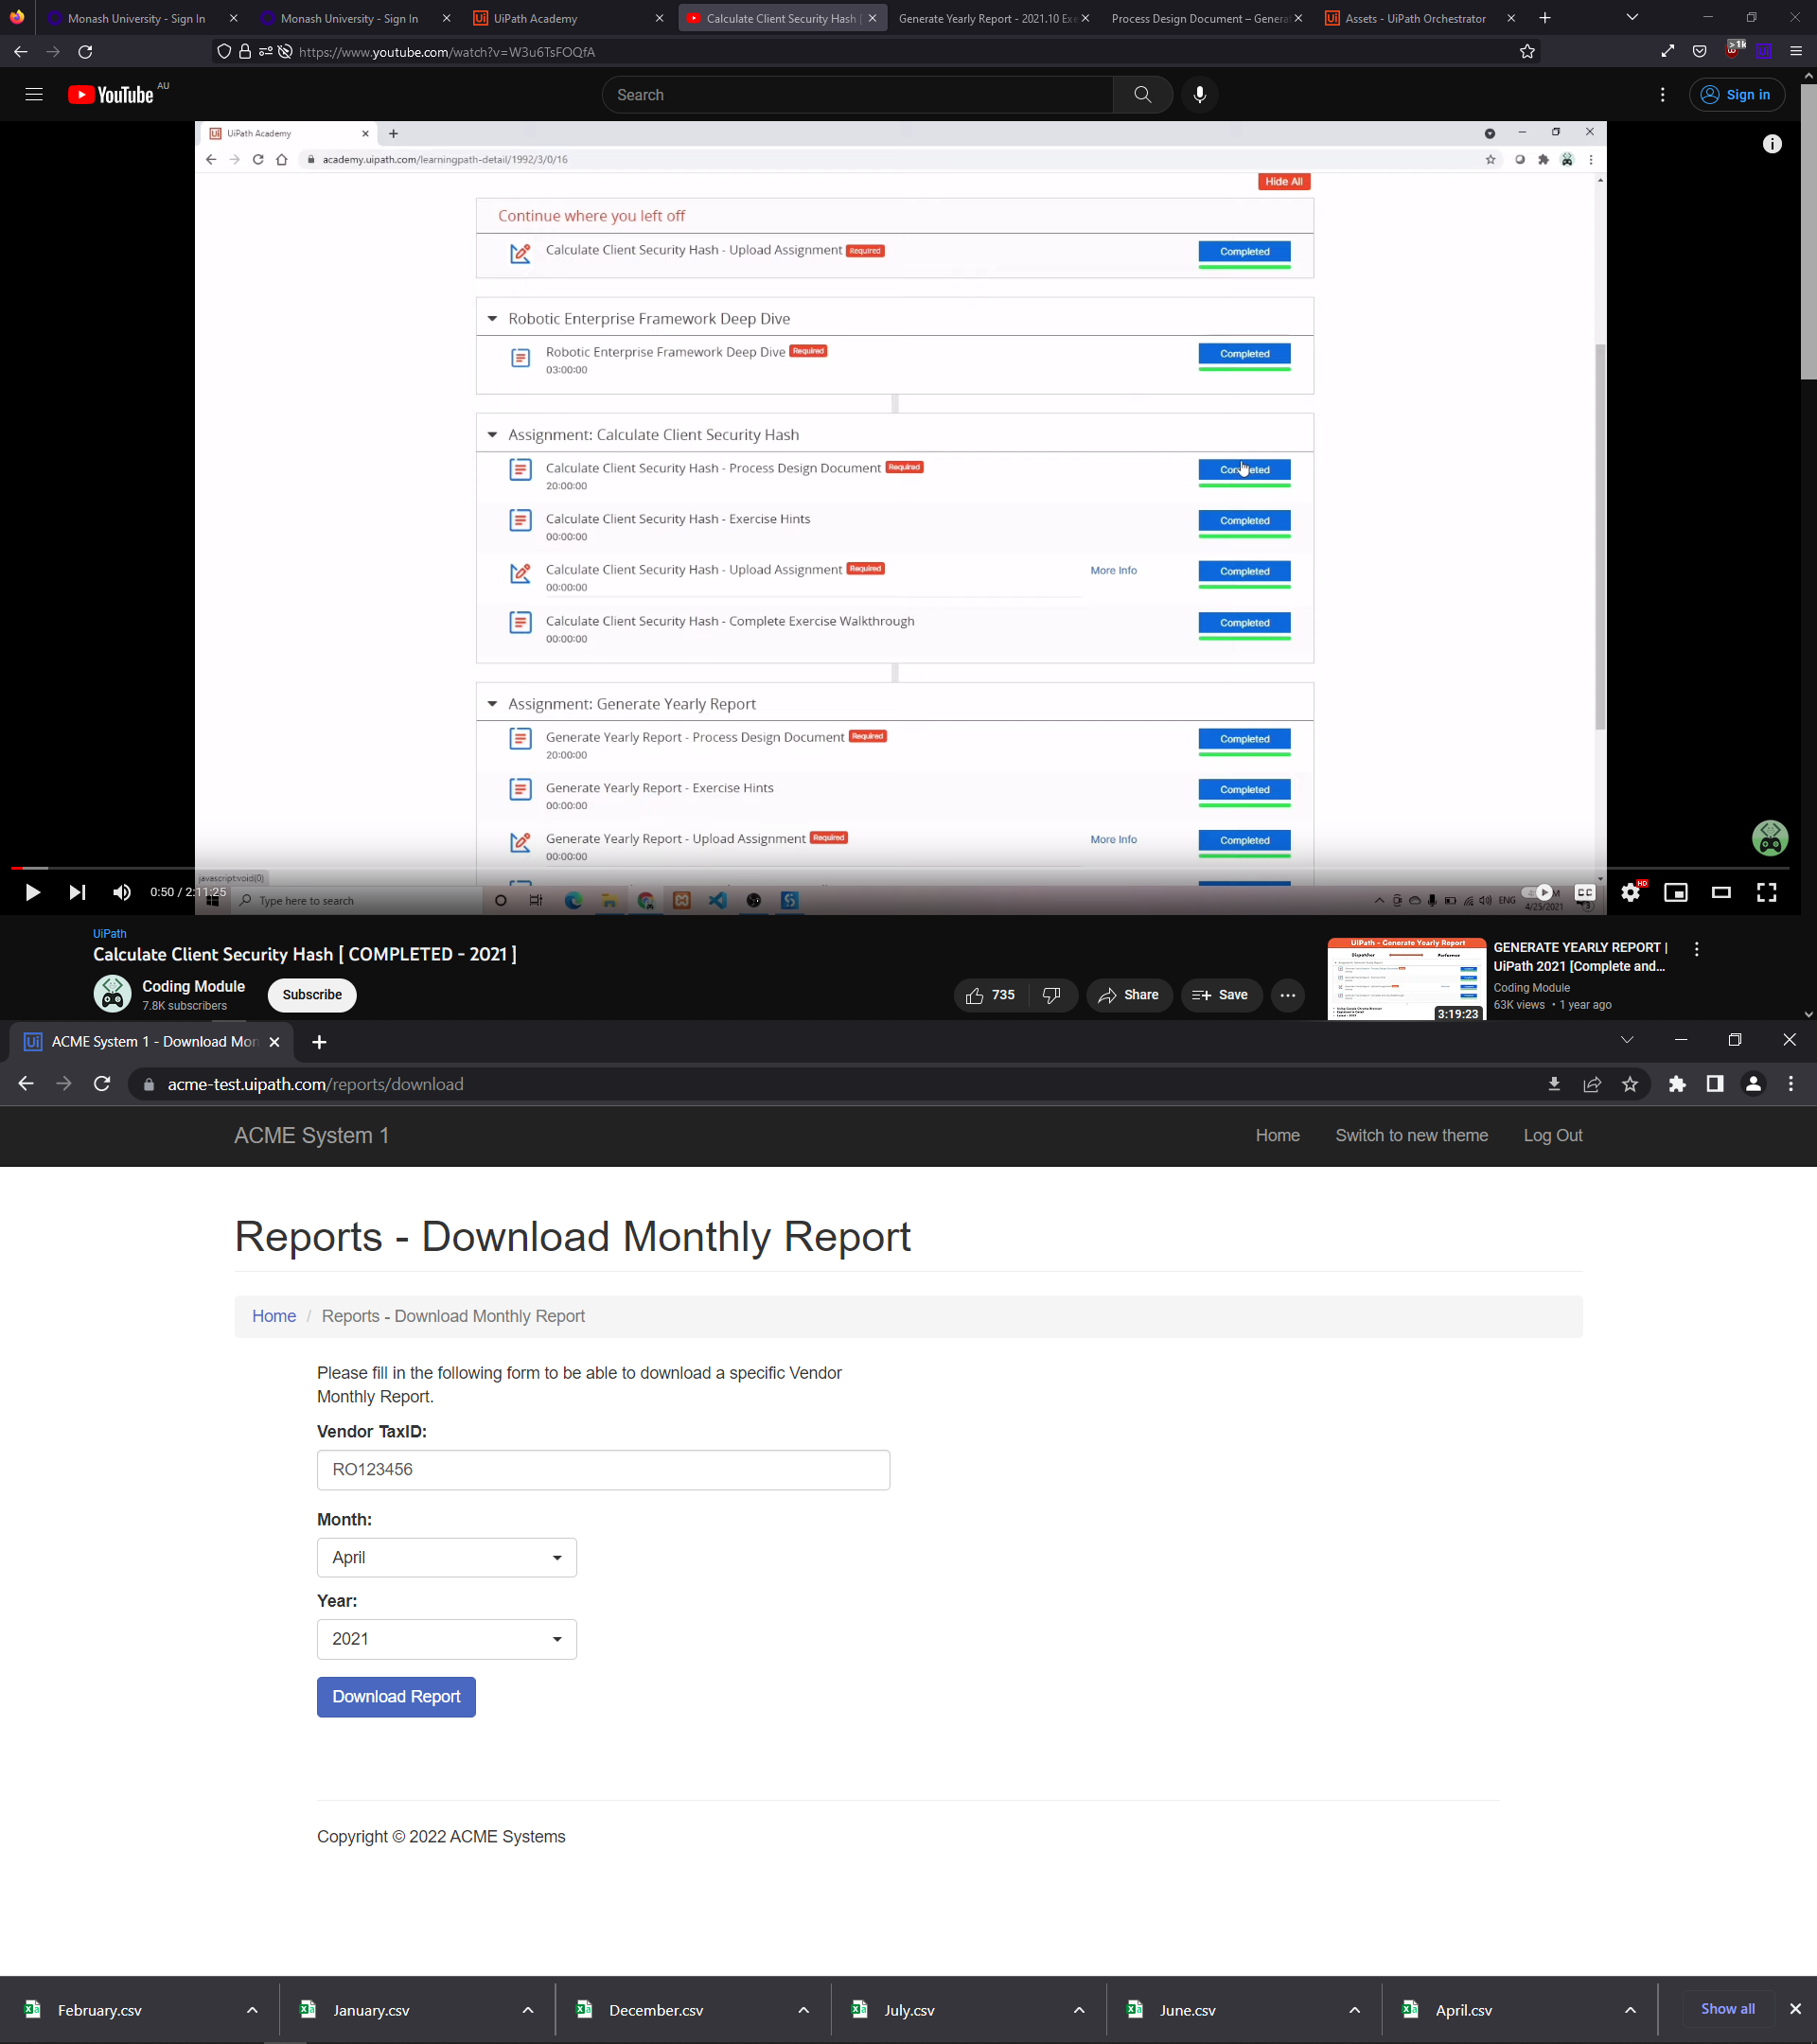 Monash University - Sign In
Monash University - Sign In
UiPath Academy
Calculate Client Security Hash
Generate Yearly Report - 2021.10 Exe
Process Design Document – General
Assets - UiPath Orchestrator
https://www.youtube.com/watch?v=W3u6TsFOQfA
>1k
YouTube AU
Search
Sign in
UiPath Academy
academy.uipath.com/learningpath-detail/1992/3/0/16
Hide All
Continue where you left off
Calculate Client Security Hash - Upload Assignment Required Completed
Robotic Enterprise Framework Deep Dive
Robotic Enterprise Framework Deep Dive Required Completed
03:00:00
Assignment: Calculate Client Security Hash
Calculate Client Security Hash - Process Design Document Required Completed
20:00:00
Calculate Client Security Hash - Exercise Hints Completed
00:00:00
Calculate Client Security Hash - Upload Assignment Required More Info Completed
00:00:00
Calculate Client Security Hash - Complete Exercise Walkthrough Completed
00:00:00
Assignment: Generate Yearly Report
Generate Yearly Report - Process Design Document Required Completed
20:00:00
Generate Yearly Report - Exercise Hints Completed
00:00:00
Generate Yearly Report - Upload Assignment Required More Info Completed
00:00:00
javascript:void(0)
0:50 / 2:11:25
Type here to search
ENG
4/25/2021
CC
HD
UiPath
Calculate Client Security Hash [ COMPLETED - 2021 ]
Coding Module
7.8K subscribers
Subscribe
735
Share
Save
UiPath - Generate Yearly Report
Dispatcher
Performer
3:19:23
GENERATE YEARLY REPORT |
UiPath 2021 [Complete and...
Coding Module
63K views • 1 year ago
ACME System 1 - Download Mon
acme-test.uipath.com/reports/download
ACME System 1
Home
Switch to new theme
Log Out
Reports - Download Monthly Report
Home / Reports - Download Monthly Report
Please fill in the following form to be able to download a specific Vendor
Monthly Report.
Vendor TaxID:
RO123456
Month:
April
Year:
2021
Download Report
Copyright © 2022 ACME Systems
February.csv
January.csv
December.csv
July.csv
June.csv
April.csv
Show all